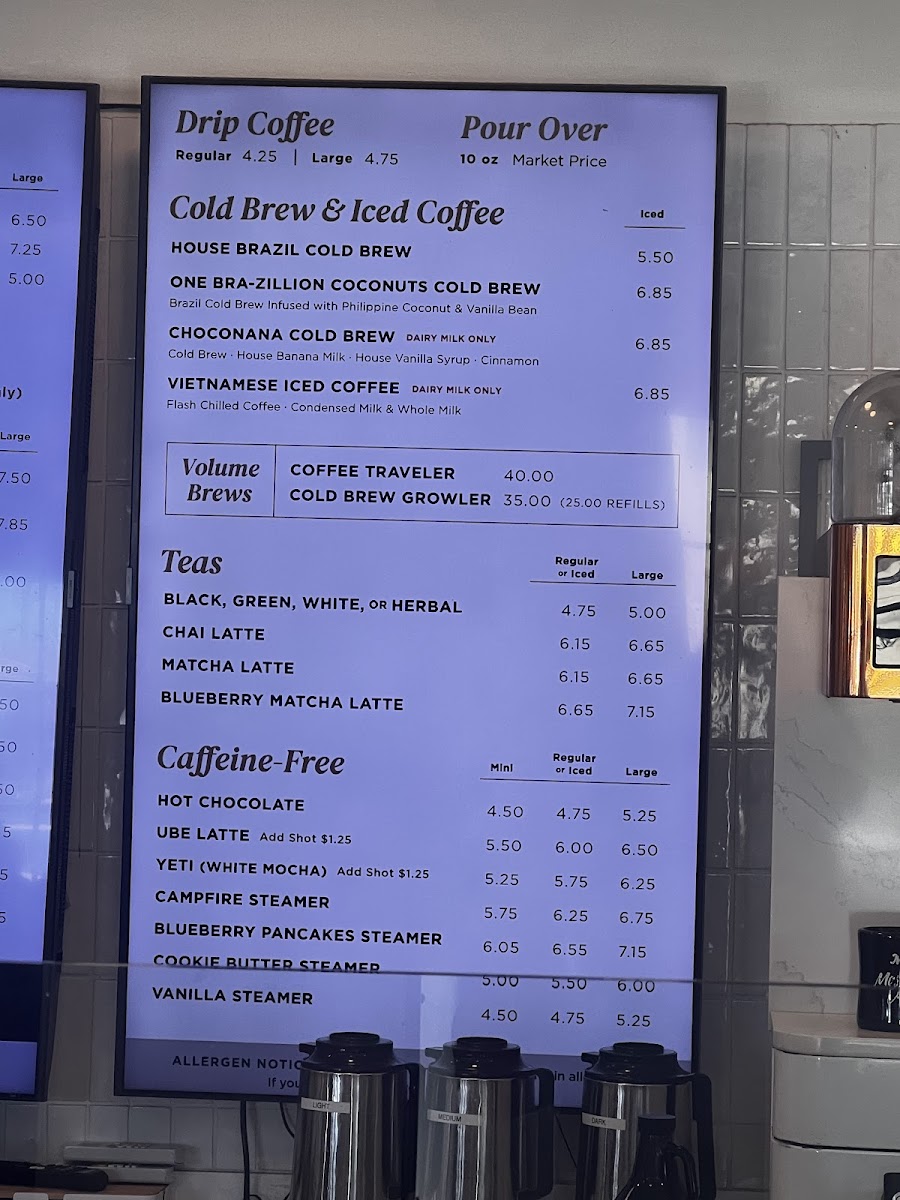 Large
6.50
7.25
5.00
Large
7.50
7.85
Drip Coffee
Regular 4.25 | Large 4.75
Pour Over
10 oz Market Price
Cold Brew & Iced Coffee
Iced
HOUSE BRAZIL COLD BREW 5.50
ONE BRA-ZILLION COCONUTS COLD BREW 6.85
Brazil Cold Brew Infused with Philippine Coconut & Vanilla Bean
CHOCONANA COLD BREW DAIRY MILK ONLY 6.85
Cold Brew · House Banana Milk · House Vanilla Syrup · Cinnamon
VIETNAMESE ICED COFFEE DAIRY MILK ONLY 6.85
Flash Chilled Coffee · Condensed Milk & Whole Milk
Volume
Brews
COFFEE TRAVELER 40.00
COLD BREW GROWLER 35.00 (25.00 REFILLS)
Teas
Regular
or Iced
Large
BLACK, GREEN, WHITE, OR HERBAL 4.75 5.00
CHAI LATTE 6.15 6.65
MATCHA LATTE 6.15 6.65
BLUEBERRY MATCHA LATTE 6.65 7.15
Caffeine-Free
Mini
Regular
or Iced
Large
HOT CHOCOLATE 4.50 4.75 5.25
UBE LATTE Add Shot $1.25 5.50 6.00 6.50
YETI (WHITE MOCHA) Add Shot $1.25 5.25 5.75 6.25
CAMPFIRE STEAMER 5.75 6.25 6.75
BLUEBERRY PANCAKES STEAMER 6.05 6.55 7.15
COOKIE BUTTER STEAMER 5.00 5.50 6.00
VANILLA STEAMER 4.50 4.75 5.25
ALLERGEN
If you
in all
LIGHT
MEDIUM
DARK